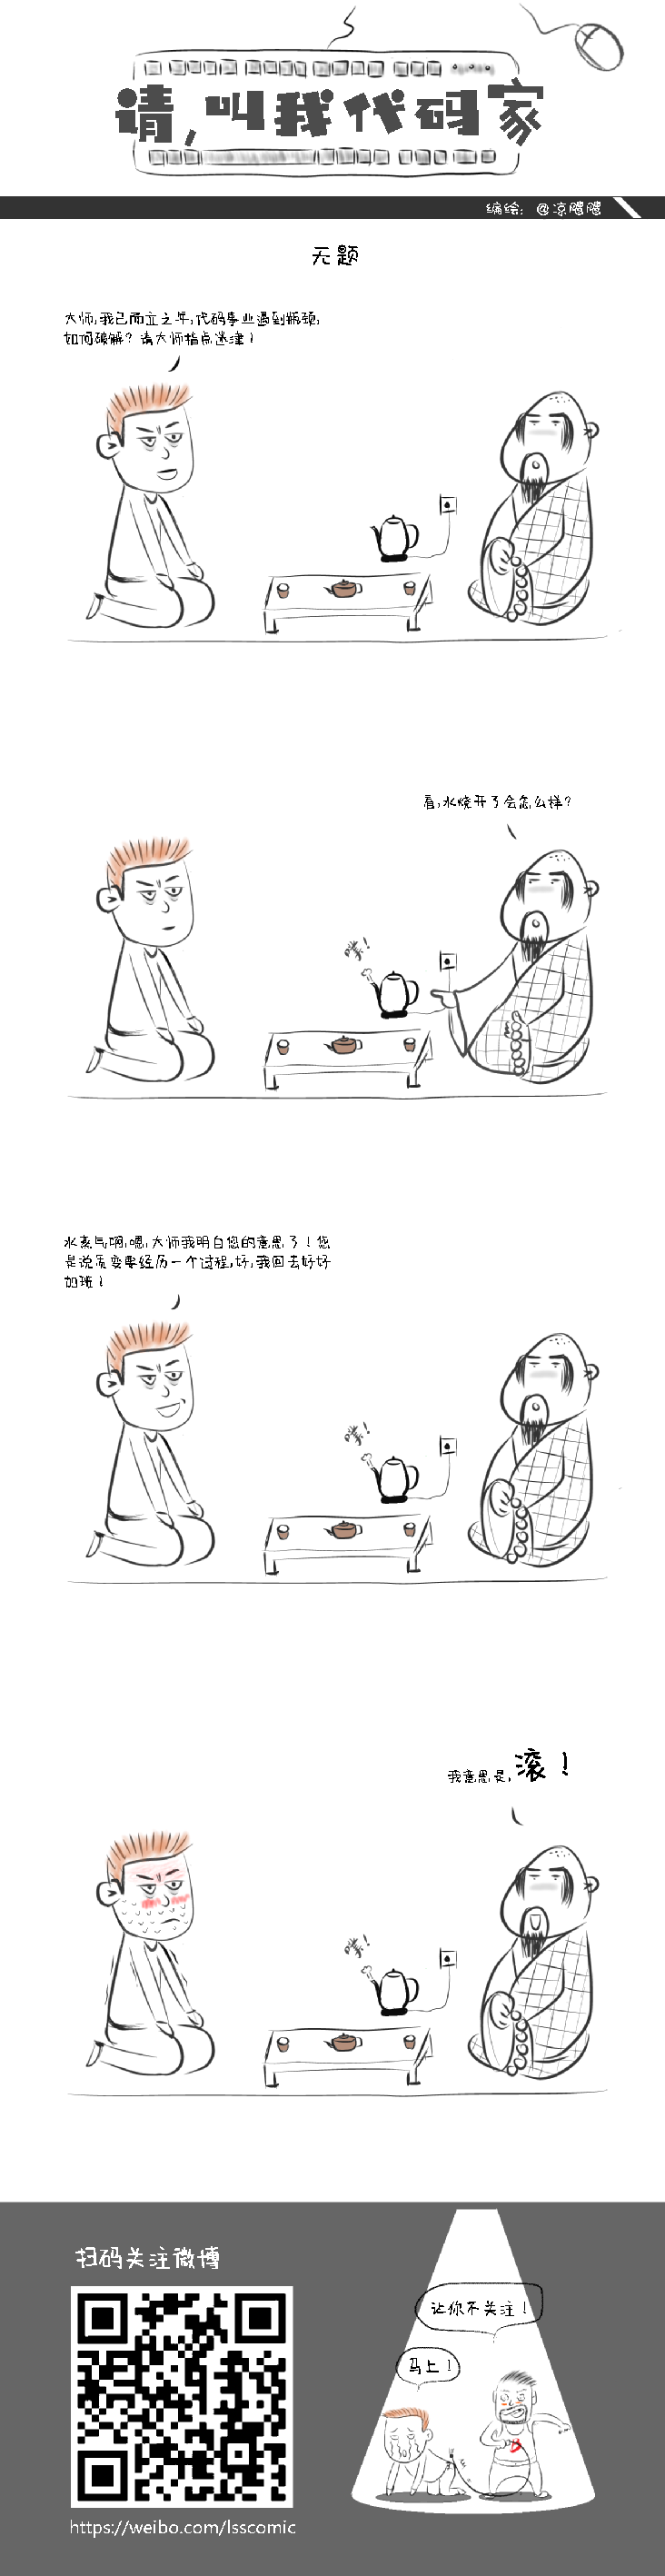 请,叫我代码家
编绘：@凉飕飕
无题
大师,我已而立之年,代码事业遇到瓶颈,
如何破解？请大师指点迷津！
看,水烧开了会怎么样？
噗！
水蒸气啊,嗯,大师我明白您的意思了！您
是说质变要经历一个过程,好,我回去好好
加班！
噗！
我意思是,滚！
噗！
扫码关注微博
让你不关注！
马上！
https://weibo.com/lsscomic